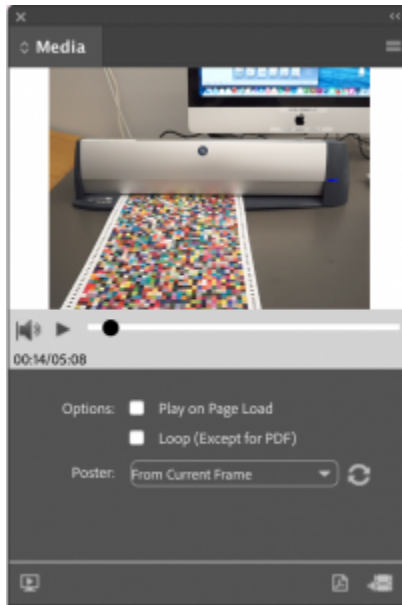 Media
00:14/05:08
Options:
Play on Page Load
Loop (Except for PDF)
Poster:
From Current Frame